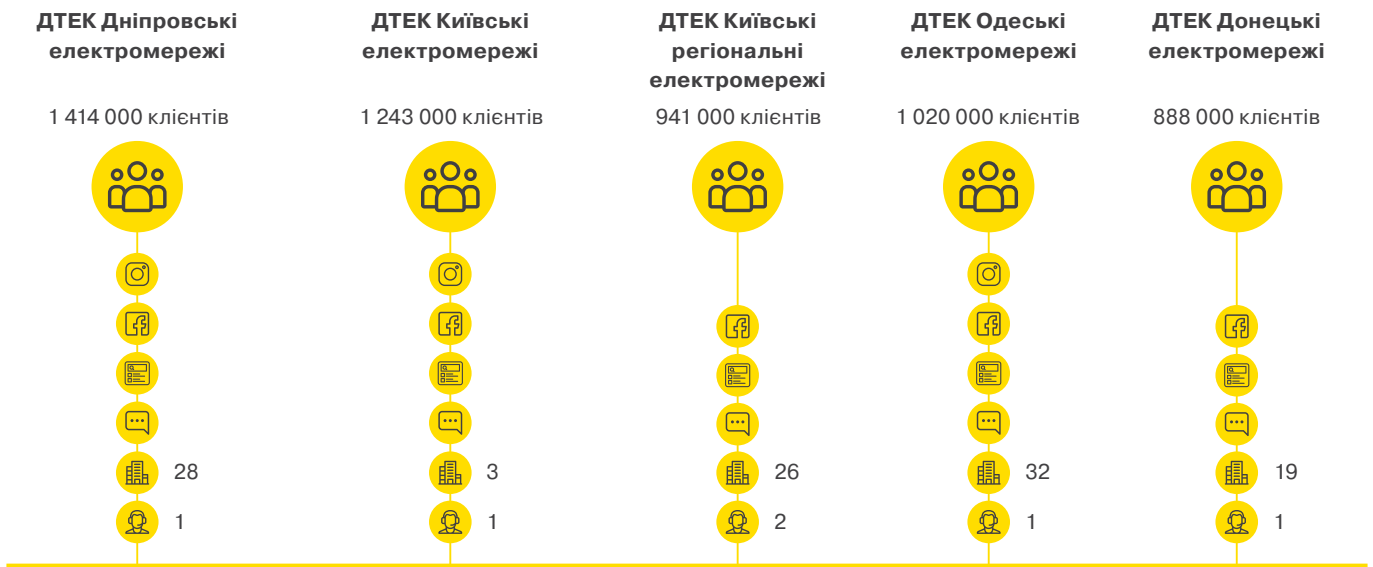 ДТЕК Дніпровські
електромережі
1 414 000 клієнтів
28
1
ДТЕК Київські
електромережі
1 243 000 клієнтів
3
1
ДТЕК Київські
регіональні
електромережі
941 000 клієнтів
26
2
ДТЕК Одеські
електромережі
1 020 000 клієнтів
32
1
ДТЕК Донецькі
електромережі
888 000 клієнтів
19
1